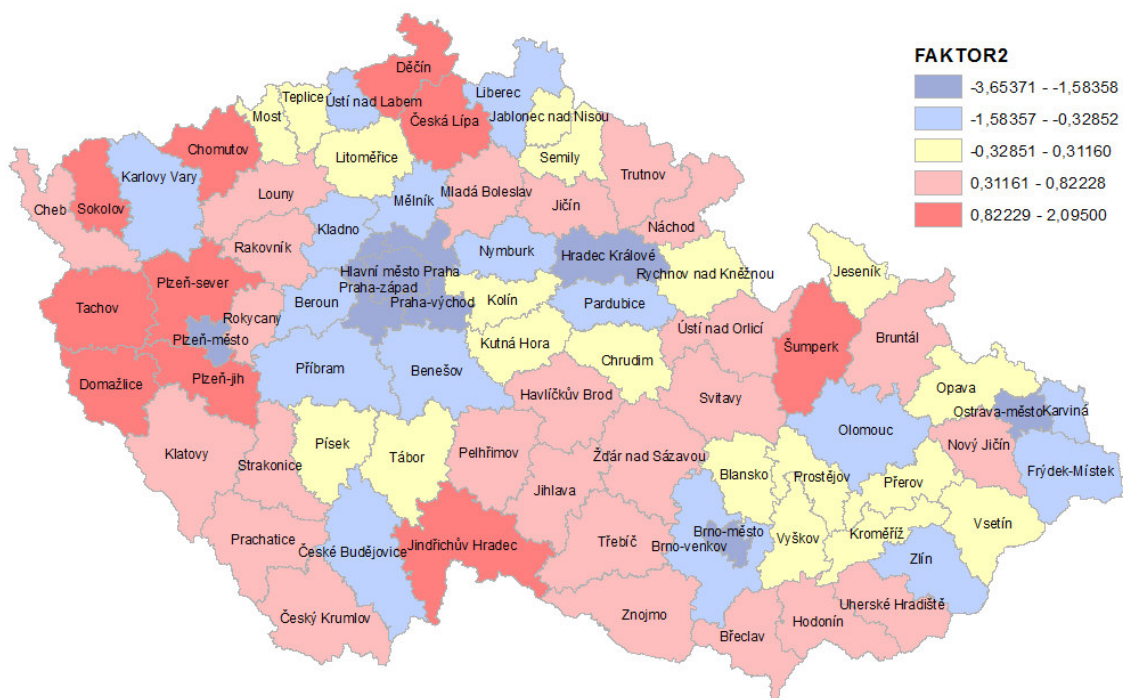 FAKTOR2
-3,65371 - -1,58358
-1,58357 - -0,32852
-0,32851 - 0,31160
0,31161 - 0,82228
0,82229 - 2,09500
Děčín
Teplice
Liberec
Ústí nad Labem
Most
Jablonec nad Nisou
Česká Lípa
Chomutov
Litoměřice
Semily
Karlovy Vary
Trutnov
Louny
Mladá Boleslav
Cheb
Sokolov
Mělník
Jičín
Náchod
Kladno
Rakovník
Nymburk
Hradec Králové
Hlavní město Praha
Rychnov nad Kněžnou
Jeseník
Plzeň-sever
Praha-západ
Tachov
Beroun
Praha-východ
Kolín
Pardubice
Rokycany
Ústí nad Orlicí
Plzeň-město
Bruntál
Kutná Hora
Šumperk
Chrudim
Příbram
Benešov
Domažlice
Plzeň-jih
Opava
Havlíčkův Brod
Svitavy
Ostrava-město
Karviná
Olomouc
Písek
Nový Jičín
Klatovy
Tábor
Pelhřimov
Strakonice
Žďár nad Sázavou
Frýdek-Místek
Blansko
Prostějov
Přerov
Jihlava
Vsetín
Brno-město
Kroměříž
Prachatice
Vyškov
Třebíč
České Budějovice
Jindřichův Hradec
Brno-venkov
Zlín
Uherské Hradiště
Znojmo
Český Krumlov
Hodonín
Břeclav